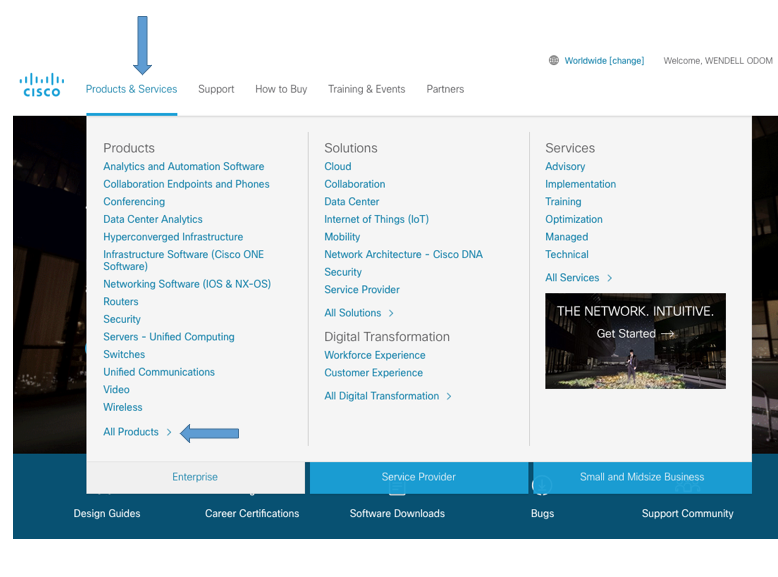 Worldwide [change]
Welcome, WENDELL ODOM
CISCO
Products & Services
Support
How to Buy
Training & Events
Partners
Products
Analytics and Automation Software
Collaboration Endpoints and Phones
Conferencing
Data Center Analytics
Hyperconverged Infrastructure
Infrastructure Software (Cisco ONE
Software)
Networking Software (IOS & NX-OS)
Routers
Security
Servers - Unified Computing
Switches
Unified Communications
Video
Wireless
All Products >
Solutions
Cloud
Collaboration
Data Center
Internet of Things (IoT)
Mobility
Network Architecture - Cisco DNA
Security
Service Provider
All Solutions >
Digital Transformation
Workforce Experience
Customer Experience
All Digital Transformation >
Services
Advisory
Implementation
Training
Optimization
Managed
Technical
All Services >
THE NETWORK. INTUITIVE.
Get Started →
Enterprise
Service Provider
Small and Midsize Business
Design Guides
Career Certifications
Software Downloads
Bugs
Support Community